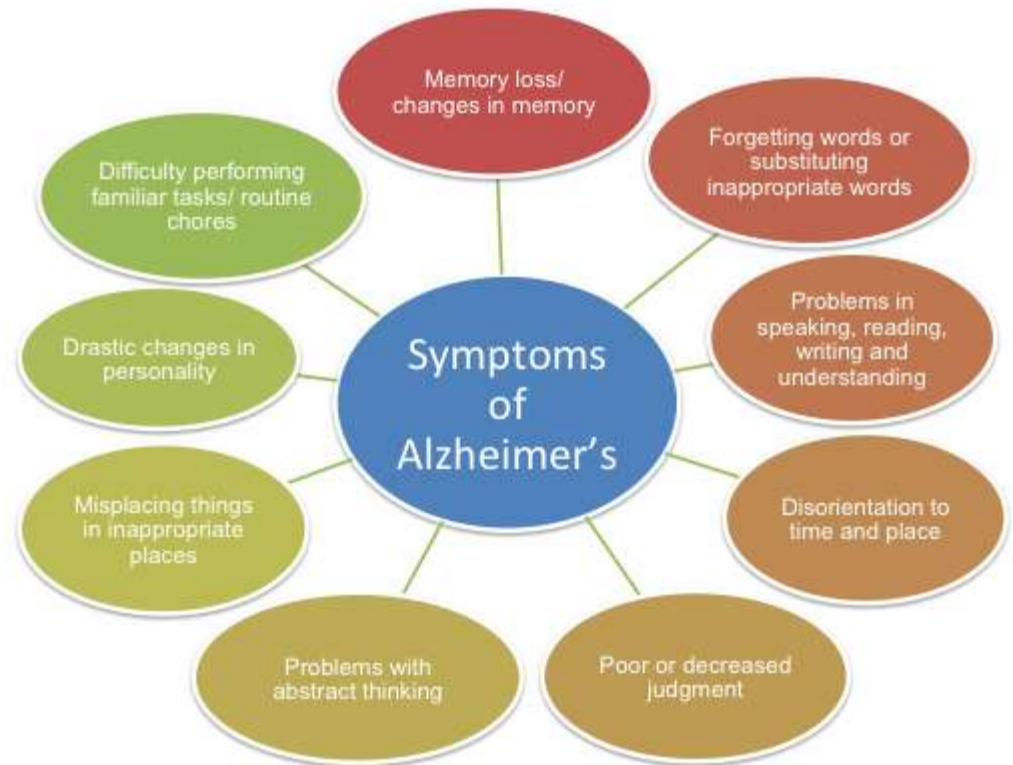 Memory loss/
changes in memory
Forgetting words or
substituting
inappropriate words
Problems in
speaking, reading,
writing and
understanding
Disorientation to
time and place
Poor or decreased
judgment
Problems with
abstract thinking
Misplacing things
in inappropriate
places
Drastic changes in
personality
Difficulty performing
familiar tasks/ routine
chores
Symptoms
of
Alzheimer’s